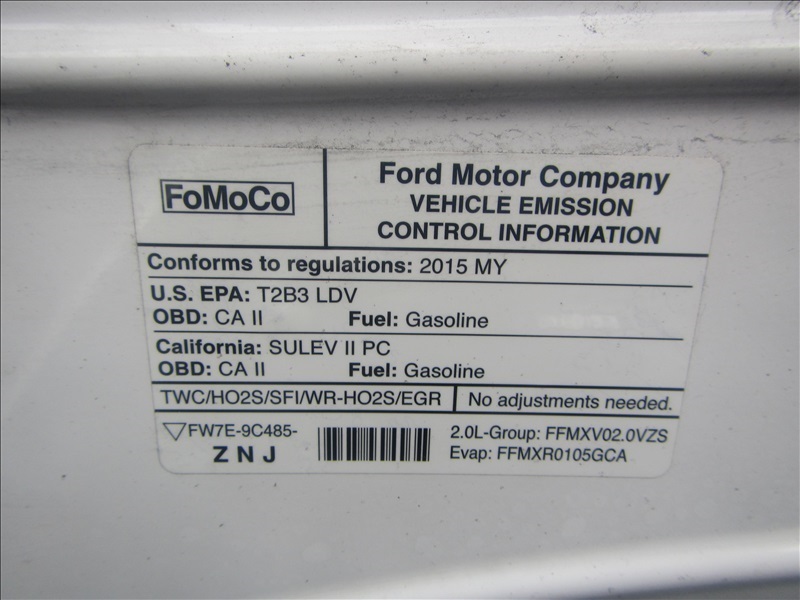 FoMoCo
Ford Motor Company
VEHICLE EMISSION
CONTROL INFORMATION
Conforms to regulations: 2015 MY
U.S. EPA: T2B3 LDV
OBD: CA II Fuel: Gasoline
California: SULEV II PC
OBD: CA II Fuel: Gasoline
TWC/HO2S/SFI/WR-HO2S/EGR No adjustments needed.
▽FW7E-9C485-
Z N J
2.0L-Group: FFMXV02.0VZS
Evap: FFMXR0105GCA